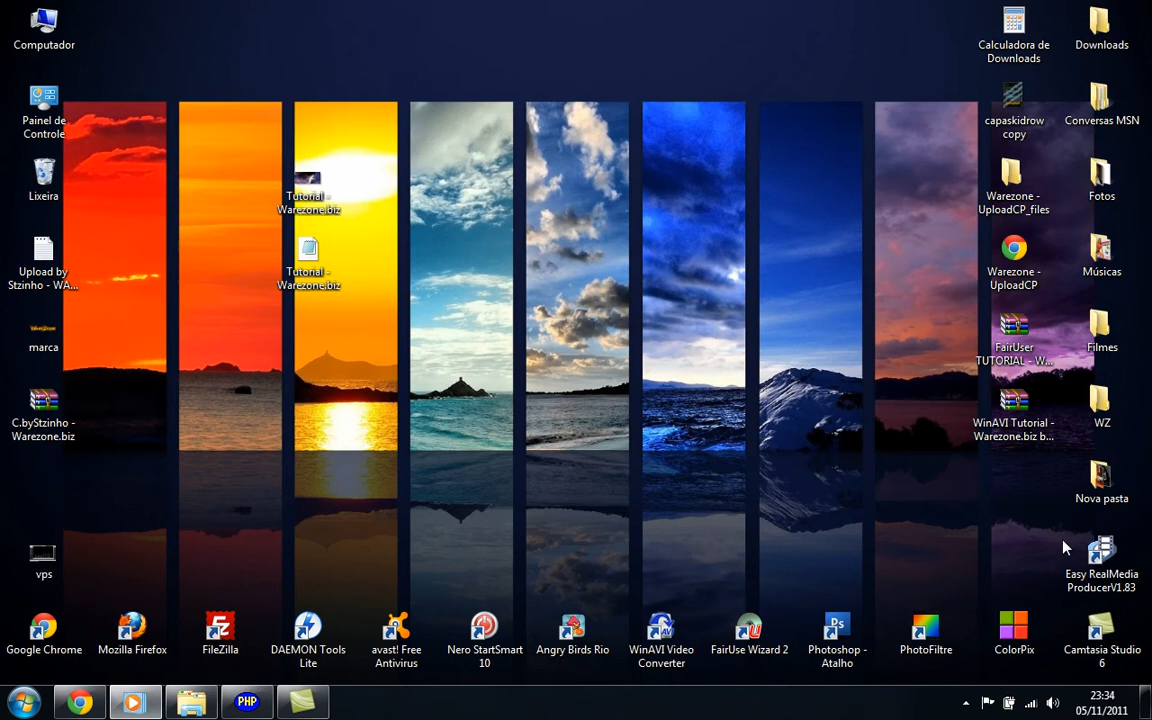 Computador
Painel de
Controle
Lixeira
Upload by
Stzinho - WA...
marca
C.byStzinho -
Warezone.biz
vps
Tutorial -
Warezone.biz
Tutorial -
Warezone.biz
Calculadora de
Downloads
Downloads
capaskidrow
copy
Conversas MSN
Warezone -
UploadCP_files
Fotos
Warezone -
UploadCP
Músicas
FairUser
TUTORIAL - W...
Filmes
WinAVI Tutorial -
Warezone.biz b...
WZ
Nova pasta
Easy RealMedia
ProducerV1.83
Google Chrome
Mozilla Firefox
FileZilla
DAEMON Tools
Lite
avast! Free
Antivirus
Nero StartSmart
10
Angry Birds Rio
WinAVI Video
Converter
FairUse Wizard 2
Ps
Photoshop -
Atalho
PhotoFiltre
ColorPix
Camtasia Studio
6
PHP
23:34
05/11/2011